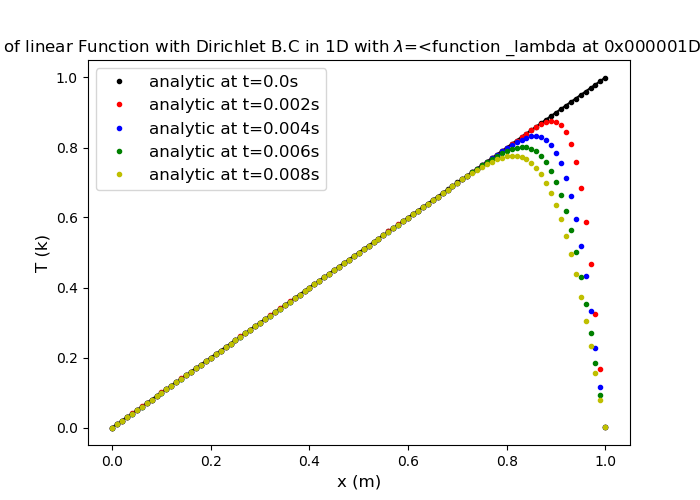 of linear Function with Dirichlet B.C in 1D with λ=<function _lambda at 0x000001D
analytic at t=0.0s
analytic at t=0.002s
analytic at t=0.004s
analytic at t=0.006s
analytic at t=0.008s
T (k)
1.0
0.8
0.6
0.4
0.2
0.0
0.0 0.2 0.4 0.6 0.8 1.0
x (m)